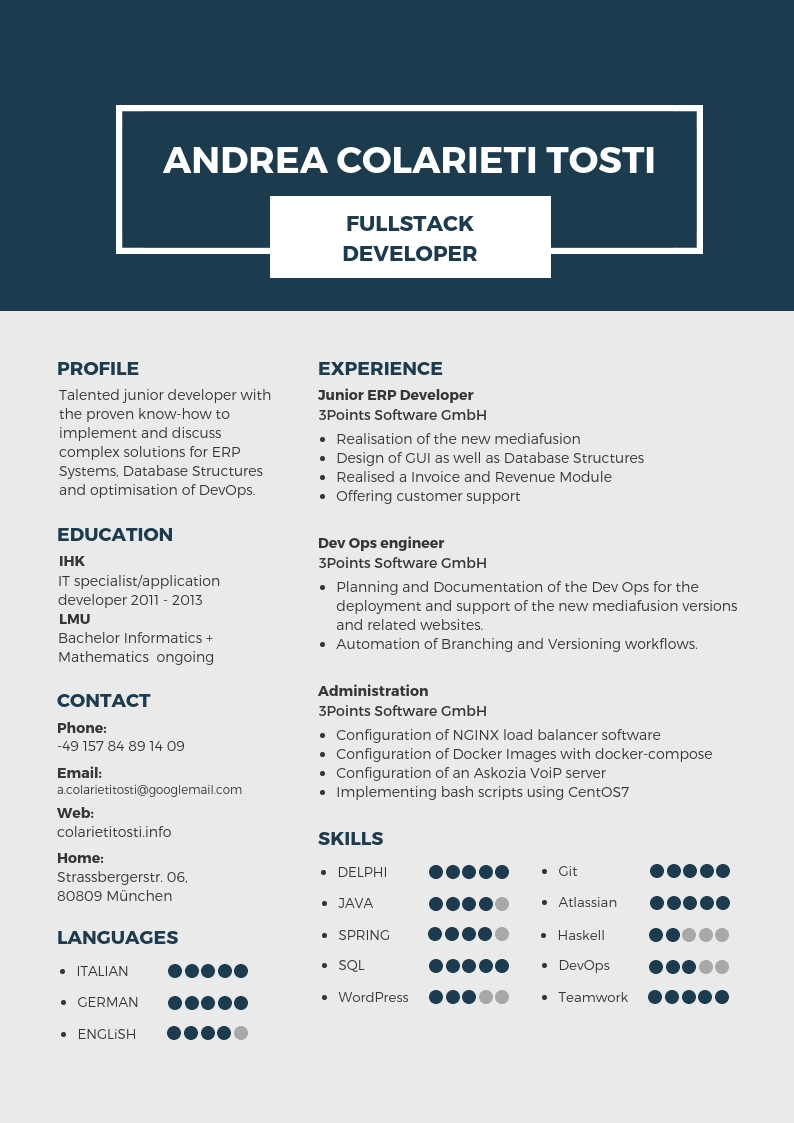 ANDREA COLARIETI TOSTI
FULLSTACK
DEVELOPER
PROFILE
Talented junior developer with
the proven know-how to
implement and discuss
complex solutions for ERP
Systems, Database Structures
and optimisation of DevOps.
EDUCATION
IHK
IT specialist/application
developer 2011 - 2013
LMU
Bachelor Informatics +
Mathematics ongoing
CONTACT
Phone:
-49 157 84 89 14 09
Email:
a.colarietitosti@googlemail.com
Web:
colarietitosti.info
Home:
Strassbergerstr. 06,
80809 München
LANGUAGES
• ITALIAN
• GERMAN
• ENGLiSH
EXPERIENCE
Junior ERP Developer
3Points Software GmbH
• Realisation of the new mediafusion
• Design of GUI as well as Database Structures
• Realised a Invoice and Revenue Module
• Offering customer support
Dev Ops engineer
3Points Software GmbH
• Planning and Documentation of the Dev Ops for the
deployment and support of the new mediafusion versions
and related websites.
• Automation of Branching and Versioning workflows.
Administration
3Points Software GmbH
• Configuration of NGINX load balancer software
• Configuration of Docker Images with docker-compose
• Configuration of an Askozia VoiP server
• Implementing bash scripts using CentOS7
SKILLS
• DELPHI
• JAVA
• SPRING
• SQL
• WordPress
• Git
• Atlassian
• Haskell
• DevOps
• Teamwork